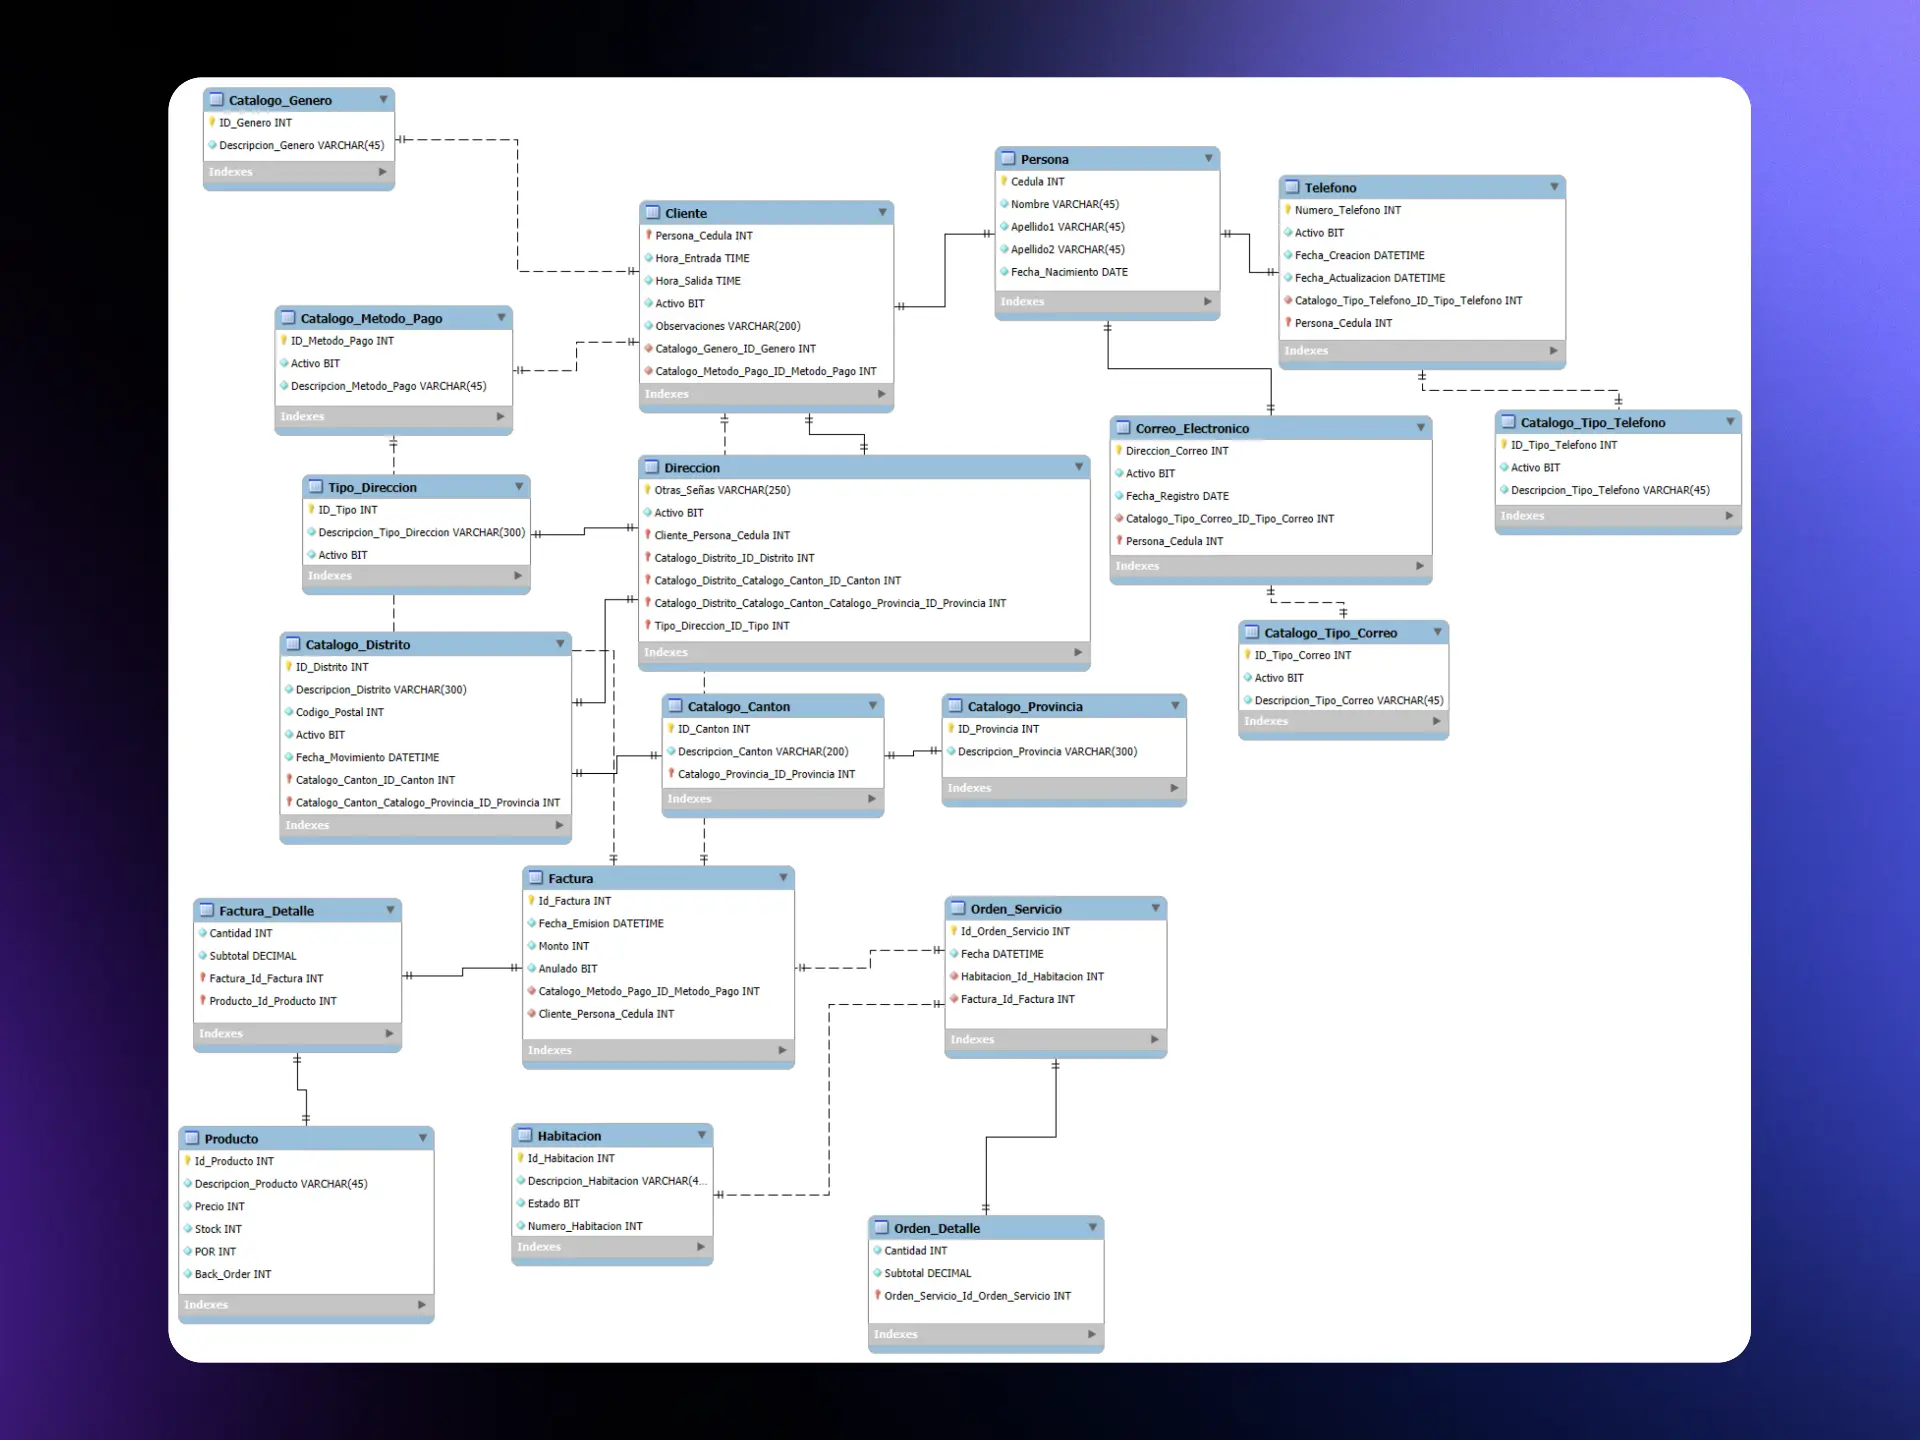 Catalogo_Genero
ID_Genero INT
Descripcion_Genero VARCHAR(45)
Indexes
Persona
Cedula INT
Nombre VARCHAR(45)
Apellido1 VARCHAR(45)
Apellido2 VARCHAR(45)
Fecha_Nacimiento DATE
Indexes
Telefono
Numero_Telefono INT
Activo BIT
Fecha_Creacion DATETIME
Fecha_Actualizacion DATETIME
Catalogo_Tipo_Telefono_ID_Tipo_Telefono INT
Persona_Cedula INT
Indexes
Cliente
Persona_Cedula INT
Hora_Entrada TIME
Hora_Salida TIME
Activo BIT
Observaciones VARCHAR(200)
Catalogo_Genero_ID_Genero INT
Catalogo_Metodo_Pago_ID_Metodo_Pago INT
Indexes
Catalogo_Metodo_Pago
ID_Metodo_Pago INT
Activo BIT
Descripcion_Metodo_Pago VARCHAR(45)
Indexes
Correo_Electronico
Direccion_Correo INT
Activo BIT
Fecha_Registro DATE
Catalogo_Tipo_Correo_ID_Tipo_Correo INT
Persona_Cedula INT
Indexes
Catalogo_Tipo_Telefono
ID_Tipo_Telefono INT
Activo BIT
Descripcion_Tipo_Telefono VARCHAR(45)
Indexes
Tipo_Direccion
ID_Tipo INT
Descripcion_Tipo_Direccion VARCHAR(300)
Activo BIT
Indexes
Direccion
Otras_Señas VARCHAR(250)
Activo BIT
Cliente_Persona_Cedula INT
Catalogo_Distrito_ID_Distrito INT
Catalogo_Distrito_Catalogo_Canton_ID_Canton INT
Catalogo_Distrito_Catalogo_Canton_Catalogo_Provincia_ID_Provincia INT
Tipo_Direccion_ID_Tipo INT
Indexes
Catalogo_Tipo_Correo
ID_Tipo_Correo INT
Activo BIT
Descripcion_Tipo_Correo VARCHAR(45)
Indexes
Catalogo_Distrito
ID_Distrito INT
Descripcion_Distrito VARCHAR(300)
Codigo_Postal INT
Activo BIT
Fecha_Movimiento DATETIME
Catalogo_Canton_ID_Canton INT
Catalogo_Canton_Catalogo_Provincia_ID_Provincia INT
Indexes
Catalogo_Canton
ID_Canton INT
Descripcion_Canton VARCHAR(200)
Catalogo_Provincia_ID_Provincia INT
Indexes
Catalogo_Provincia
ID_Provincia INT
Descripcion_Provincia VARCHAR(300)
Indexes
Factura_Detalle
Cantidad INT
Subtotal DECIMAL
Factura_Id_Factura INT
Producto_Id_Producto INT
Indexes
Factura
Id_Factura INT
Fecha_Emision DATETIME
Monto INT
Anulado BIT
Catalogo_Metodo_Pago_ID_Metodo_Pago INT
Cliente_Persona_Cedula INT
Indexes
Orden_Servicio
Id_Orden_Servicio INT
Fecha DATETIME
Habitacion_Id_Habitacion INT
Factura_Id_Factura INT
Indexes
Producto
Id_Producto INT
Descripcion_Producto VARCHAR(45)
Precio INT
Stock INT
POR INT
Back_Order INT
Indexes
Habitacion
Id_Habitacion INT
Descripcion_Habitacion VARCHAR(4...
Estado BIT
Numero_Habitacion INT
Indexes
Orden_Detalle
Cantidad INT
Subtotal DECIMAL
Orden_Servicio_Id_Orden_Servicio INT
Indexes